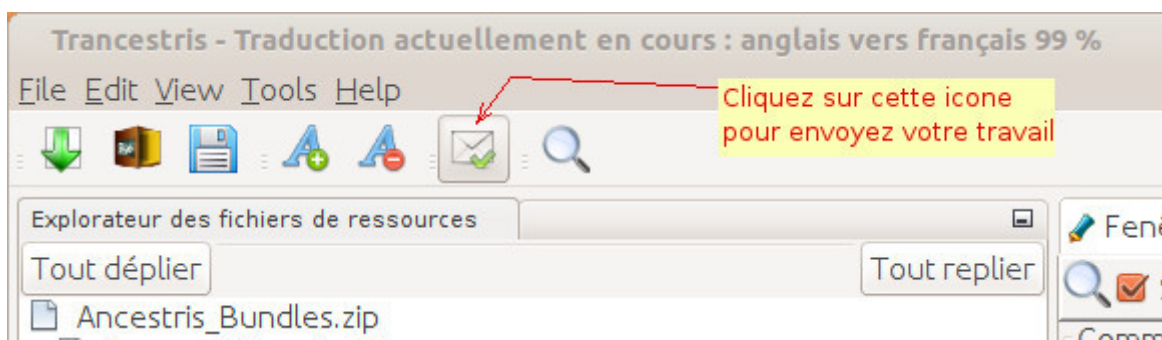 Trancestris - Traduction actuellement en cours : anglais vers français 99 %
File Edit View Tools Help
Cliquez sur cette icone
pour envoyez votre travail
Explorateur des fichiers de ressources
Tout déplier
Tout replier
Ancestris_Bundles.zip